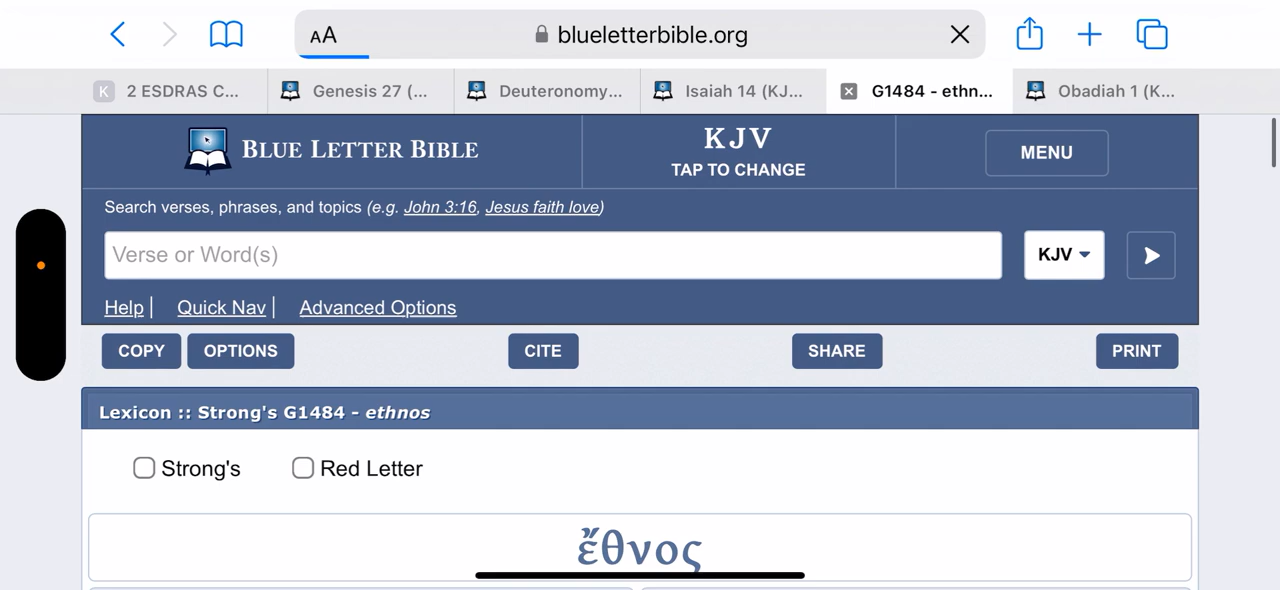 AA blueletterbible.org
K 2 ESDRAS C... Genesis 27 (... Deuteronomy... Isaiah 14 (KJ... G1484 - ethn... Obadiah 1 (K...
BLUE LETTER BIBLE
KJV
TAP TO CHANGE
MENU
Search verses, phrases, and topics (e.g. John 3:16, Jesus faith love)
Verse or Word(s)
KJV
Help| Quick Nav| Advanced Options
COPY OPTIONS CITE SHARE PRINT
Lexicon :: Strong's G1484 - ethnos
Strong's Red Letter
ἔθνος